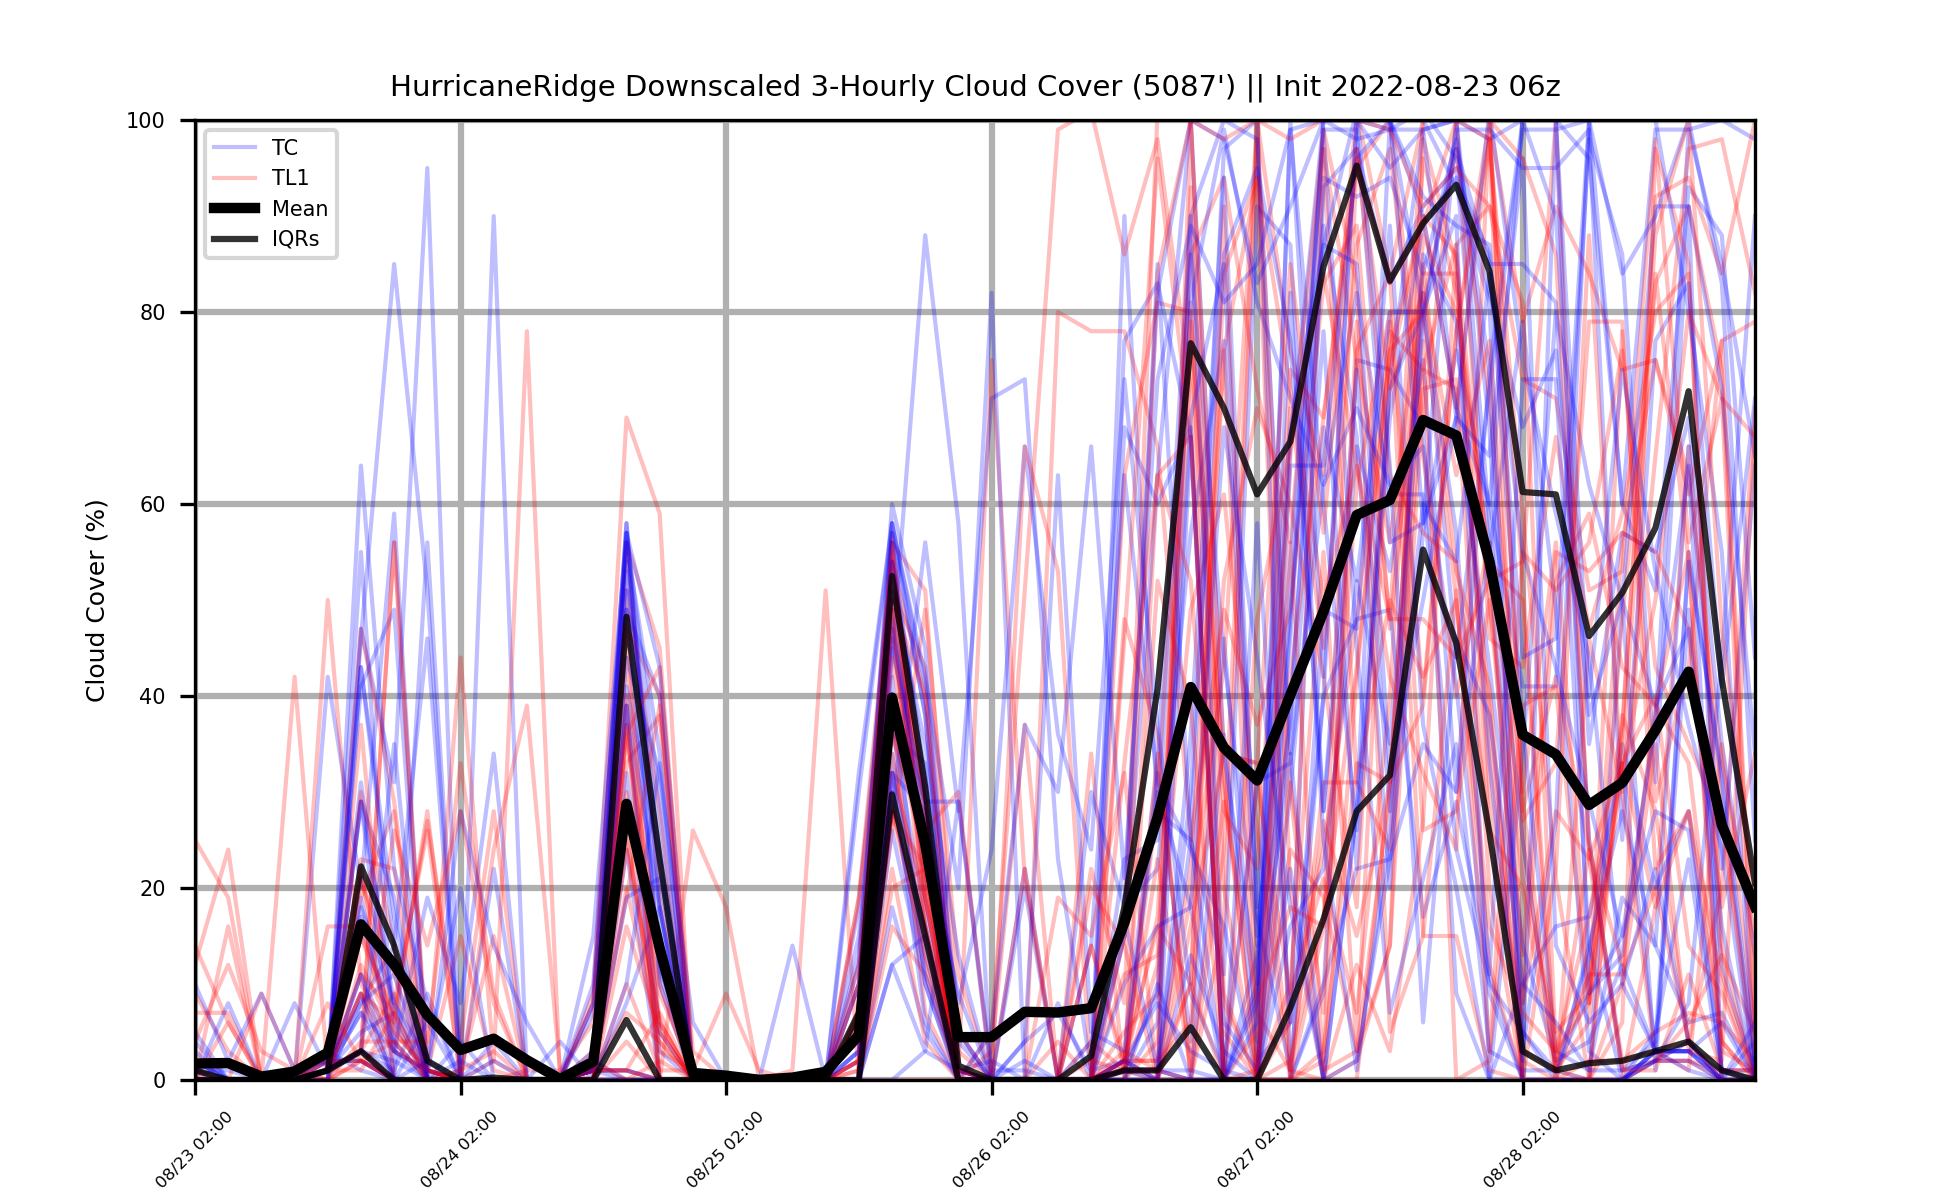 HurricaneRidge Downscaled 3-Hourly Cloud Cover (5087') || Init 2022-08-23 06z
100
80
60
40
20
0
Cloud Cover (%)
TC
TL1
Mean
IQRs
08/23 02:00
08/24 02:00
08/25 02:00
08/26 02:00
08/27 02:00
08/28 02:00